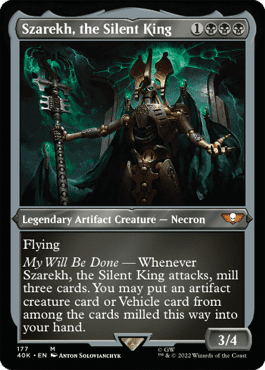 Szarekh, the Silent King 1
Legendary Artifact Creature — Necron
Flying
My Will Be Done — Whenever
Szarekh, the Silent King attacks, mill
three cards. You may put an artifact
creature card or Vehicle card from
among the cards milled this way into
your hand.
3/4
177 M
40K • EN Anton Solovianchyk
© GW
™ & © 2022 Wizards of the Coast